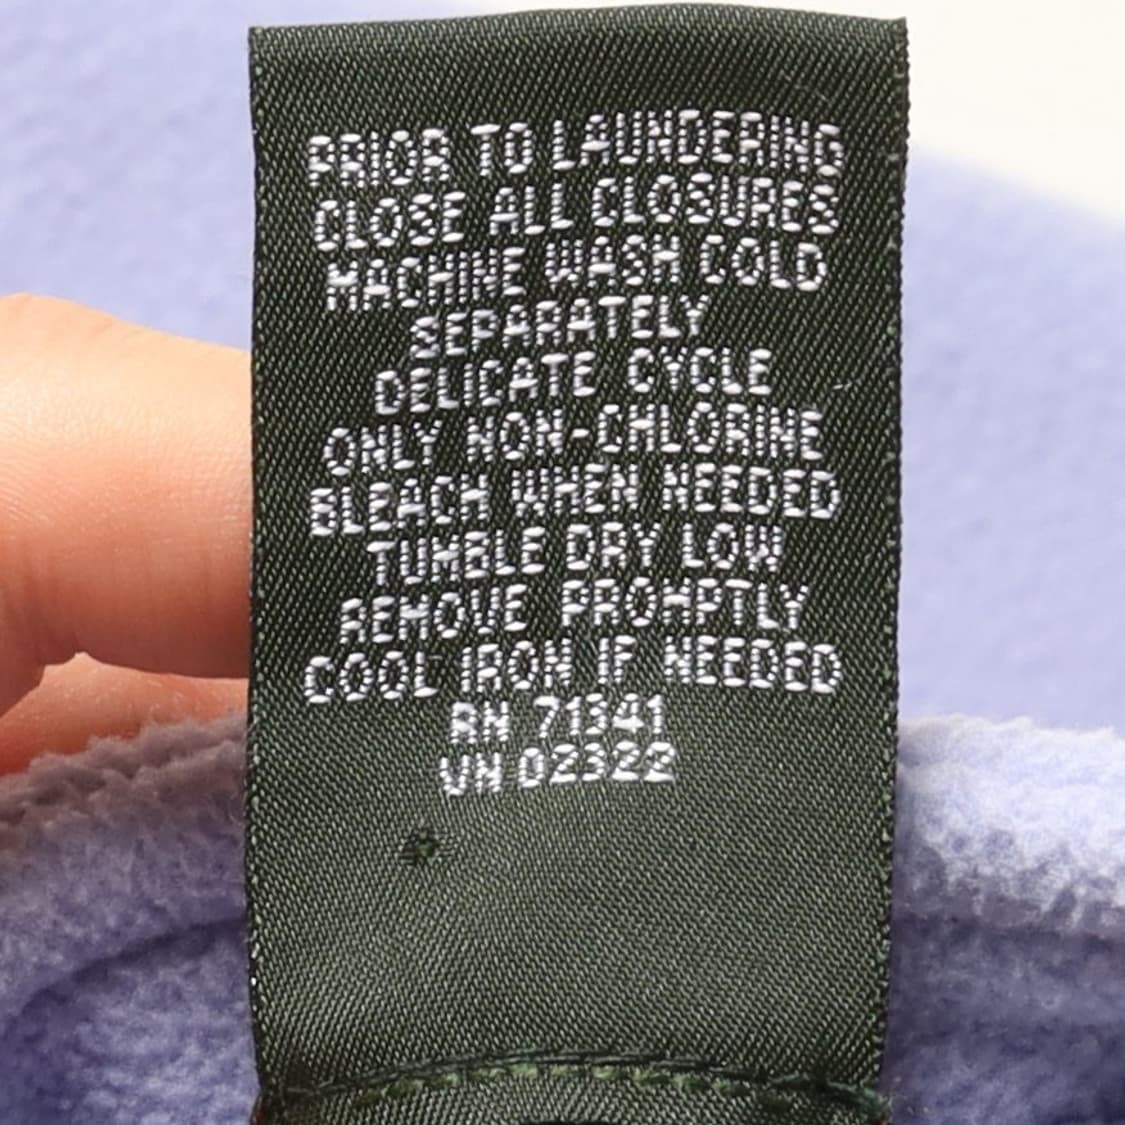 PRIOR TO LAUNDERING
CLOSE ALL CLOSURES
MACHINE WASH COLD
SEPARATELY
DELICATE CYCLE
ONLY NON-CHLORINE
BLEACH WHEN NEEDED
TUMBLE DRY LOW
REMOVE PROMPTLY
COOL IRON IF NEEDED
RN 71341
VN 02322